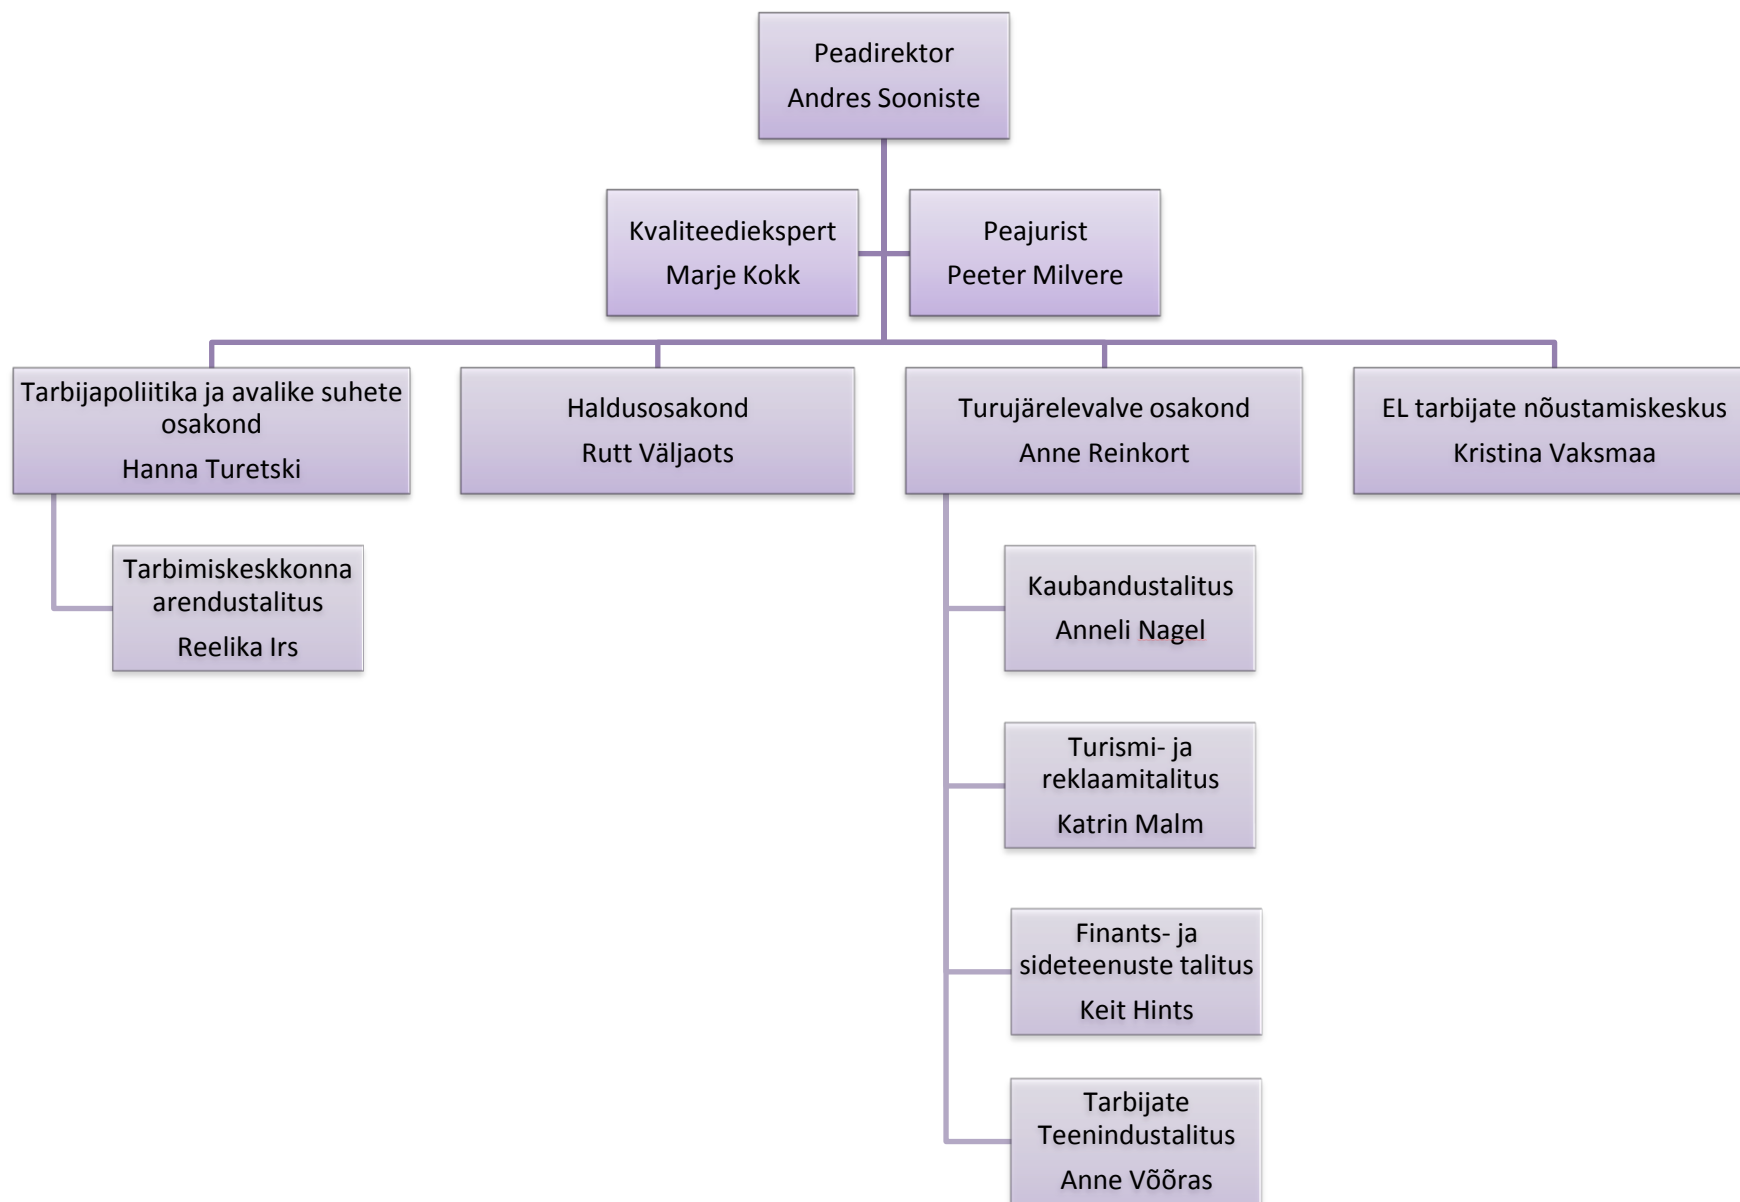 Peadirektor
Andres Sooniste
Kvaliteediekspert
Marje Kokk
Peajurist
Peeter Milvere
Tarbijapoliitika ja avalike suhete
osakond
Hanna Turetski
Haldusosakond
Rutt Väljaots
Turujärelevalve osakond
Anne Reinkort
EL tarbijate nõustamiskeskus
Kristina Vaksmaa
Tarbimiskeskkonna
arendustalitus
Reelika Irs
Kaubandustalitus
Anneli Nagel
Turismi- ja
reklaamitalitus
Katrin Malm
Finants- ja
sideteenuste talitus
Keit Hints
Tarbijate
Teenindustalitus
Anne Võõras